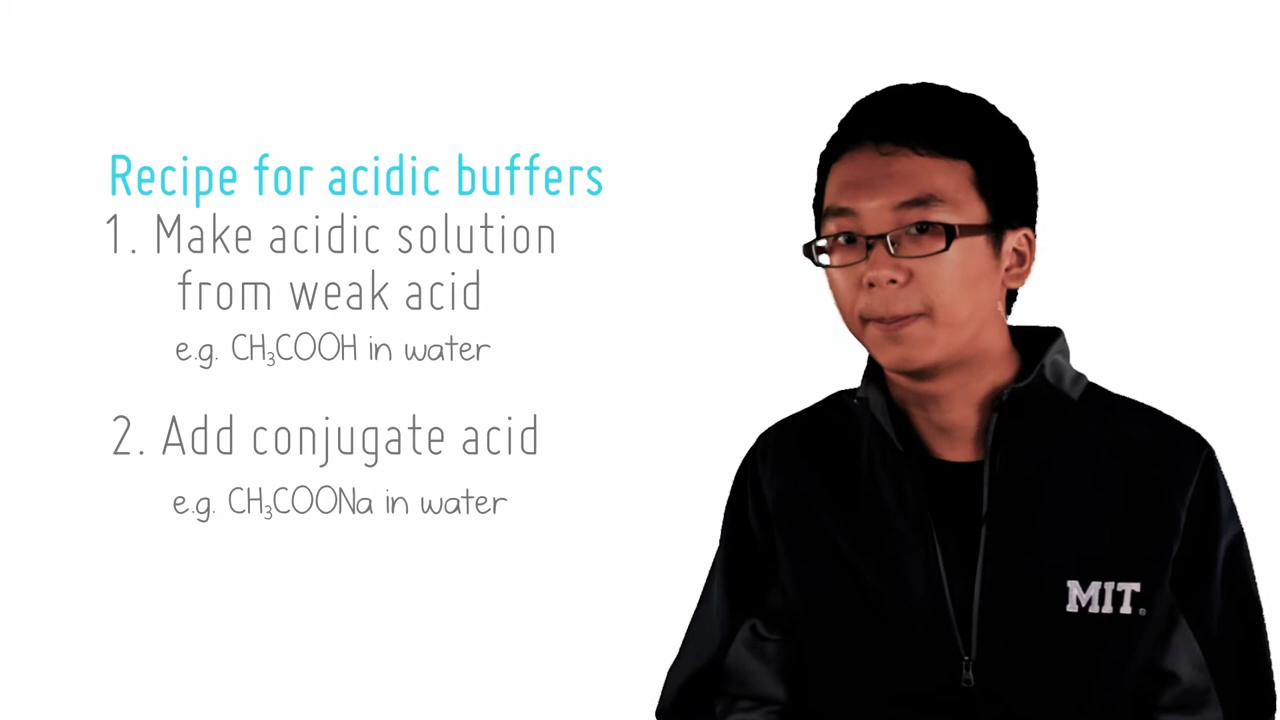 Recipe for acidic buffers
1. Make acidic solution
from weak acid
e.g. CH₃COOH in water
2. Add conjugate acid
e.g. CH₃COONa in water
MIT